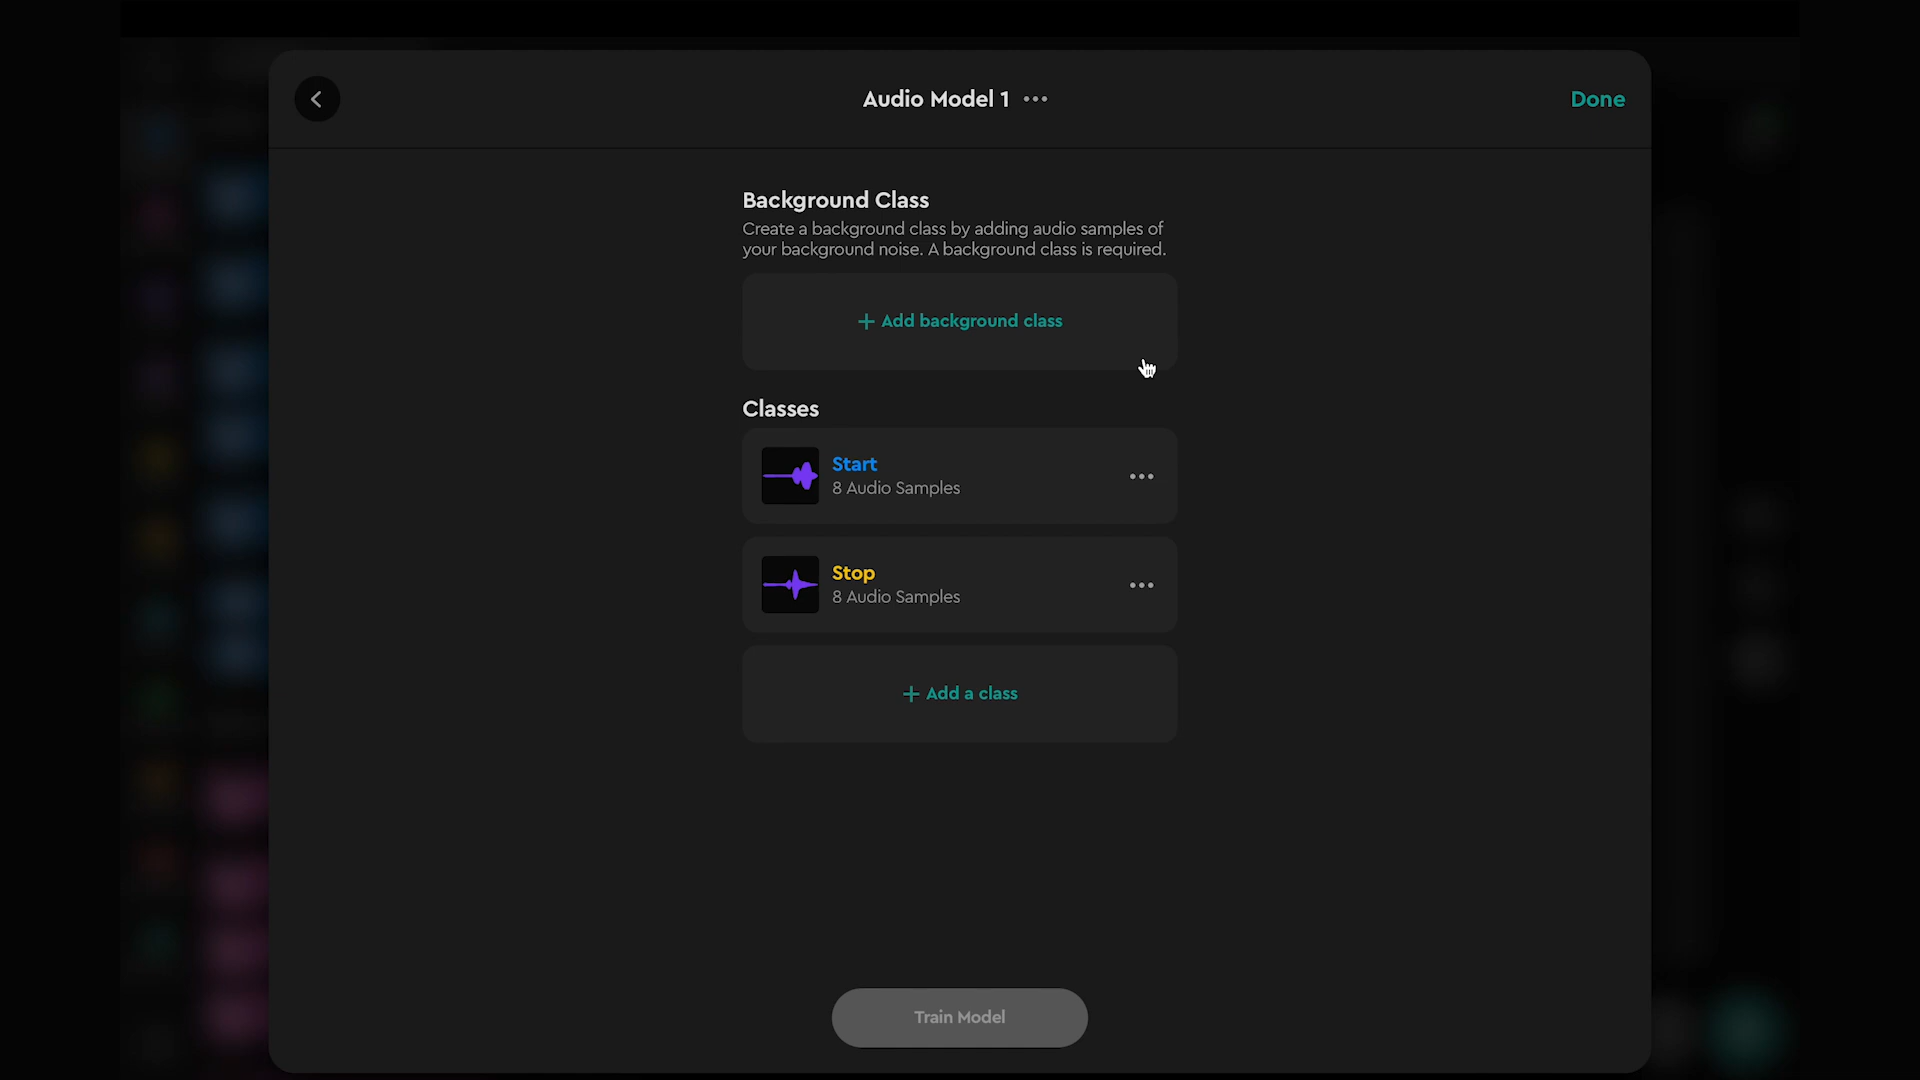 Audio Model 1
Done
Background Class
Create a background class by adding audio samples of
your background noise. A background class is required.
+ Add background class
Classes
Start
8 Audio Samples
Stop
8 Audio Samples
+ Add a class
Train Model